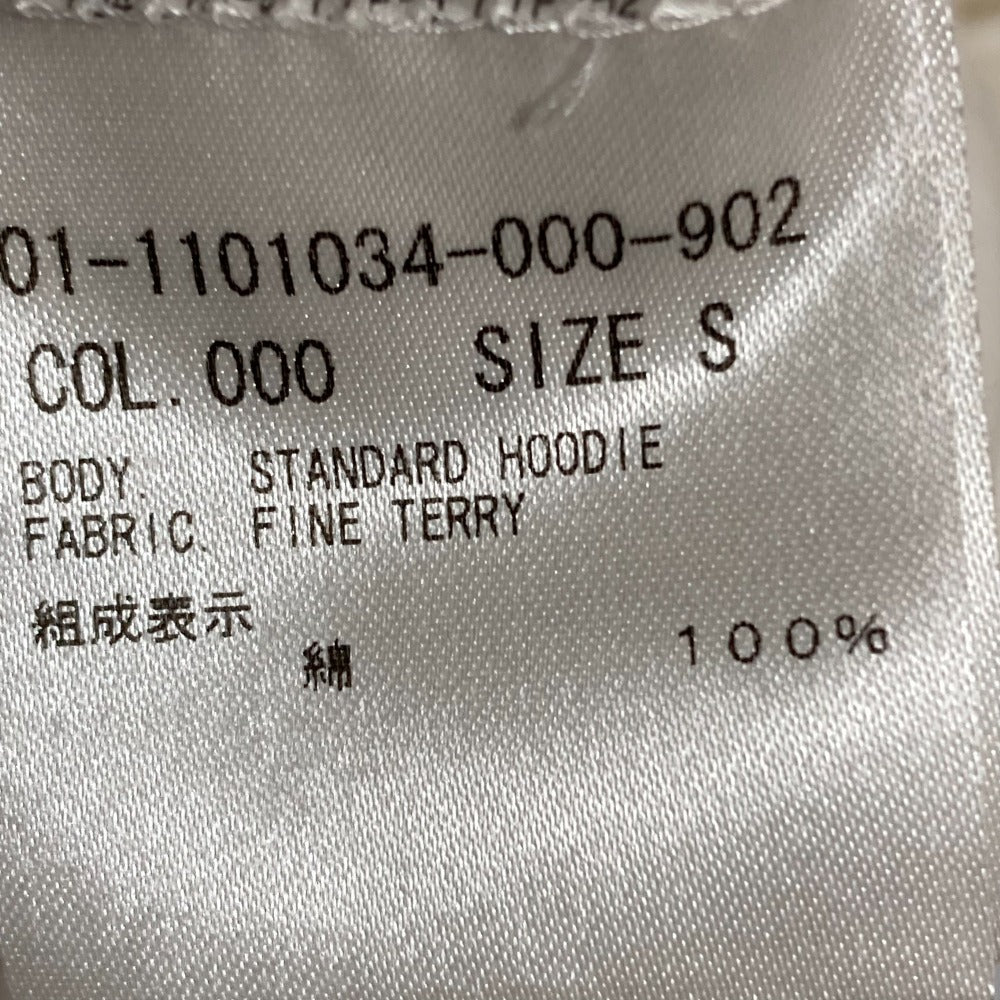 01-1101034-000-902
COL. 000 SIZE S
BODY. STANDARD HOODIE
FABRIC. FINE TERRY
組成表示
綿 100%